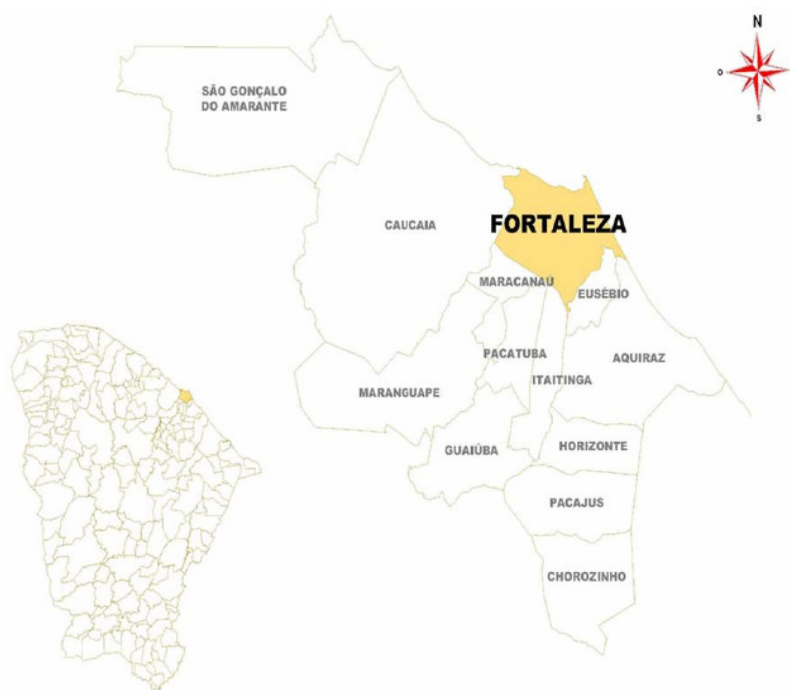 N
O
S
SÃO GONÇALO
DO AMARANTE
CAUCAIA
FORTALEZA
MARACANAÚ
EUSÉBIO
PACATUBA
AQUIRAZ
ITAITINGA
MARANGUAPE
GUAIÚBA
HORIZONTE
PACAJUS
CHOROZINHO